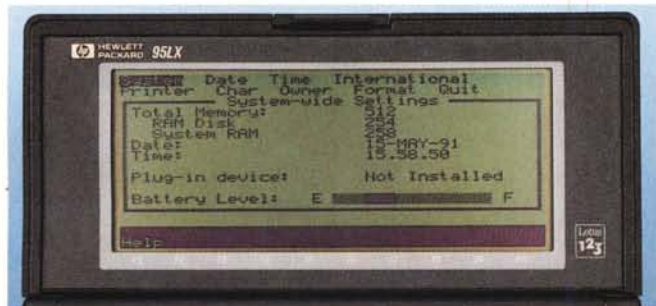 hp HEWLETT PACKARD 95LX
System Date Time International
Printer Char Owner Format Quit
System-wide Settings
Total Memory: 512
RAM Disk 254
System RAM 258
Date: 15-MAY-91
Time: 15.58.50
Plug-in device: Not Installed
Battery Level: E F
Help
Lotus 123